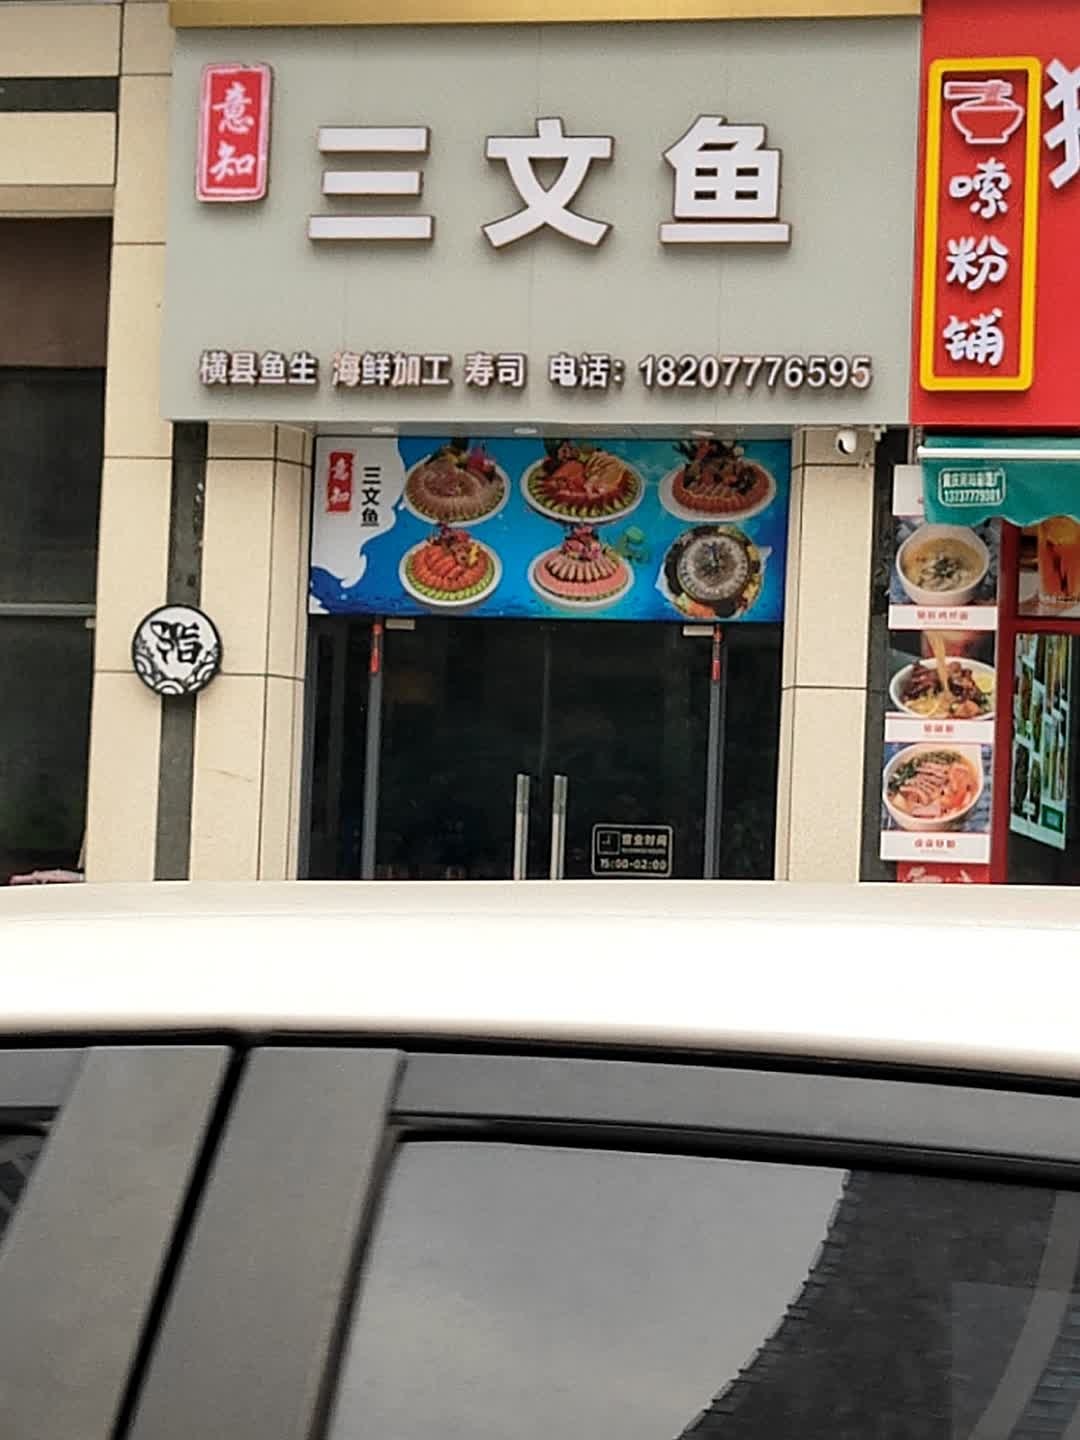 意知
三文鱼
横县鱼生 海鲜加工 寿司 电话：18207776595
嗦粉铺
意知
三文鱼
营业时间
15:00-02:00
13737779301